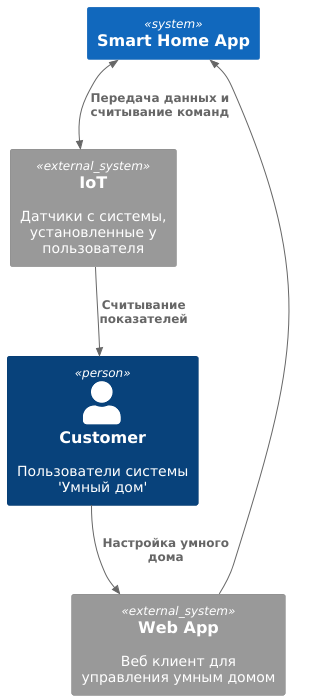 «system»
Smart Home App
Передача данных и
считывание команд
«external_system»
IoT
Датчики с системы,
установленные у
пользователя
Считывание
показателей
«person»
Customer
Пользователи системы
'Умный дом'
Настройка умного
дома
«external_system»
Web App
Веб клиент для
управления умным домом